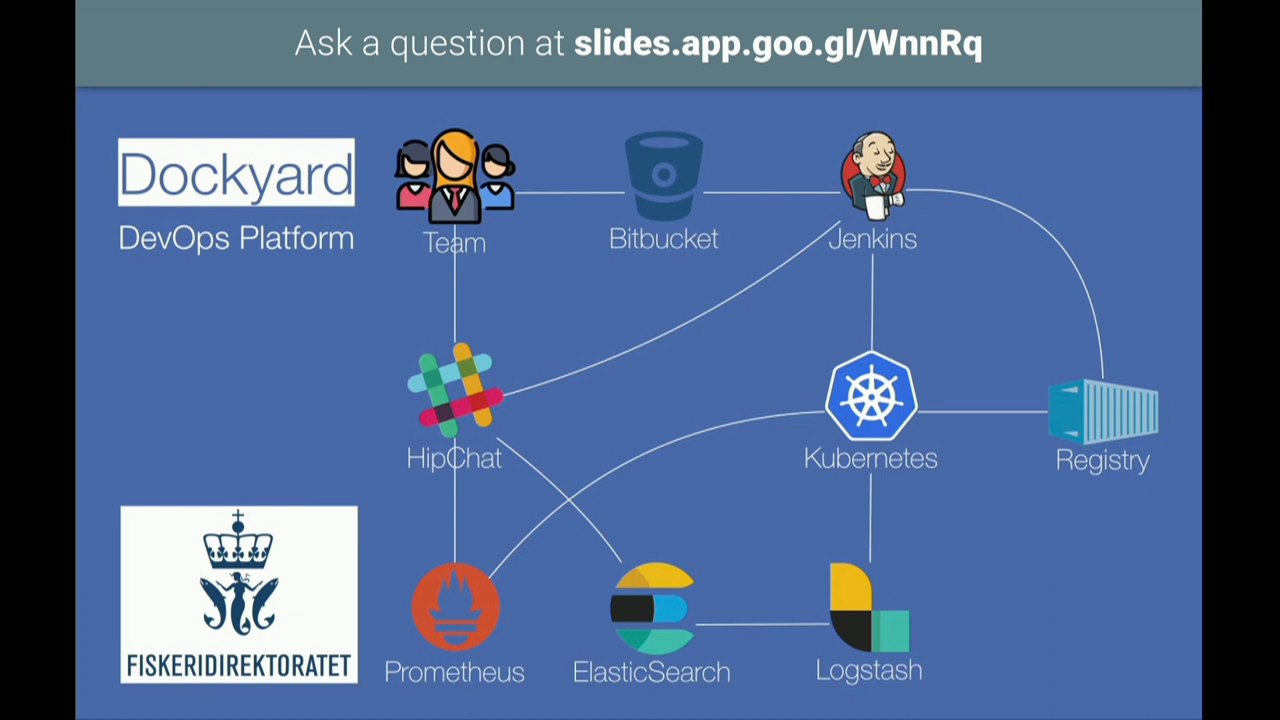 Ask a question at slides.app.goo.gl/WnnRq
Dockyard
DevOps Platform
Team
Bitbucket
Jenkins
HipChat
Kubernetes
Registry
FISKERIDIREKTORATET
Prometheus
ElasticSearch
Logstash